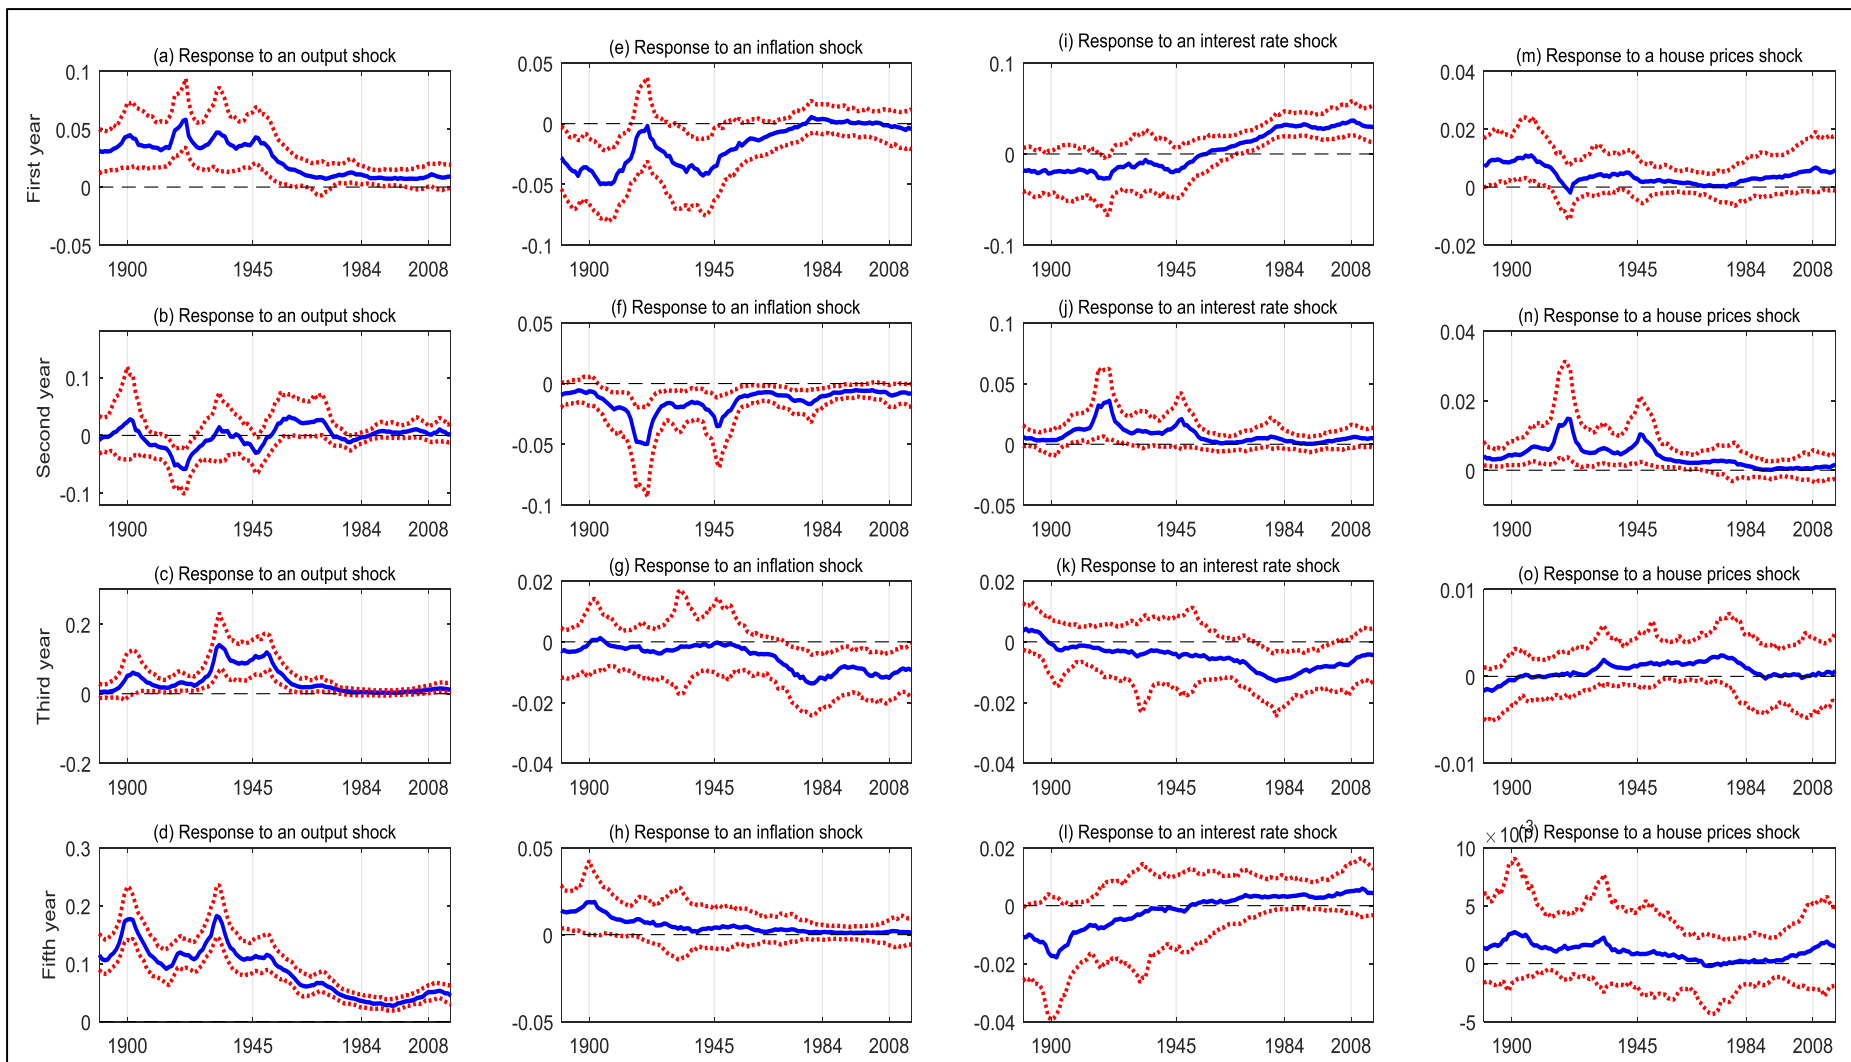 (a) Response to an output shock
0.1
0.05
0
-0.05
1900 1945 1984 2008
First year
(e) Response to an inflation shock
0.05
0
-0.05
-0.1
1900 1945 1984 2008
(i) Response to an interest rate shock
0.1
0.05
0
-0.05
-0.1
1900 1945 1984 2008
(m) Response to a house prices shock
0.04
0.02
0
-0.02
1900 1945 1984 2008
(b) Response to an output shock
0.1
0
-0.1
1900 1945 1984 2008
Second year
(f) Response to an inflation shock
0.05
0
-0.05
-0.1
1900 1945 1984 2008
(j) Response to an interest rate shock
0.1
0.05
0
-0.05
1900 1945 1984 2008
(n) Response to a house prices shock
0.04
0.02
0
1900 1945 1984 2008
(c) Response to an output shock
0.2
0
-0.2
1900 1945 1984 2008
Third year
(g) Response to an inflation shock
0.02
0
-0.02
-0.04
1900 1945 1984 2008
(k) Response to an interest rate shock
0.02
0
-0.02
-0.04
1900 1945 1984 2008
(o) Response to a house prices shock
0.01
0
-0.01
1900 1945 1984 2008
(d) Response to an output shock
0.3
0.2
0.1
0
1900 1945 1984 2008
Fifth year
(h) Response to an inflation shock
0.05
0
-0.05
1900 1945 1984 2008
(l) Response to an interest rate shock
0.02
0
-0.02
-0.04
1900 1945 1984 2008
(p) Response to a house prices shock
× 10⁻³
10
5
0
-5
1900 1945 1984 2008